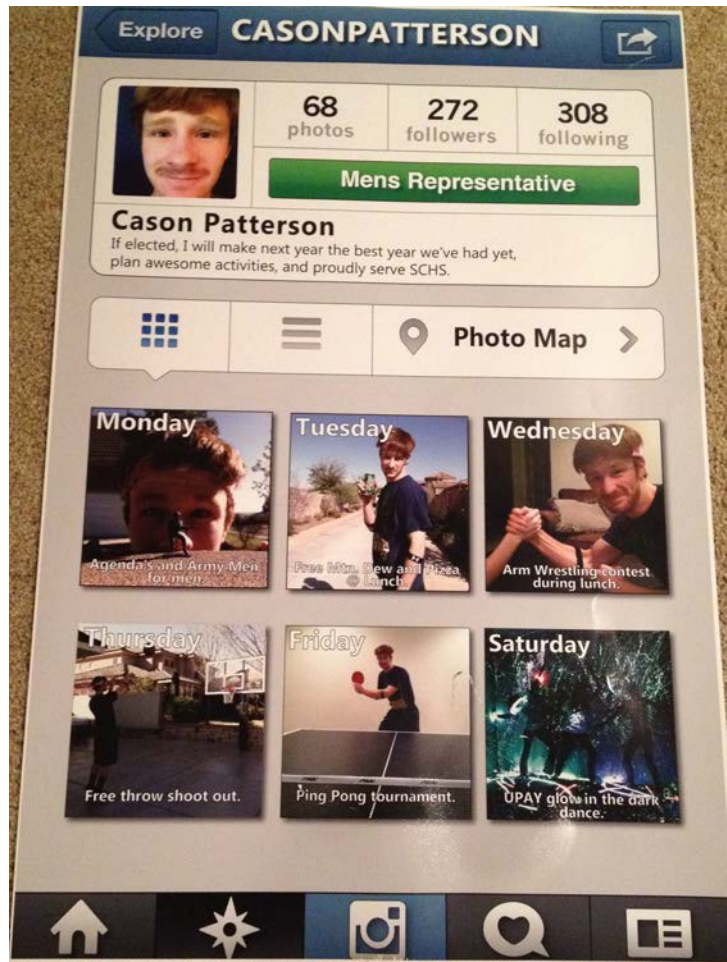 Explore CASONPATTERSON
68 272 308
photos followers following
Mens Representative
Cason Patterson
If elected, I will make next year the best year we've had yet,
plan awesome activities, and proudly serve SCHS.
Photo Map
Monday
Agenda's and Army Men
for men
Tuesday
Free Mtn. Dew and Pizza
@ Lunch
Wednesday
Arm Wrestling contest
during lunch.
Thursday
Free throw shoot out.
Friday
Ping Pong tournament.
Saturday
UPAY glow in the dark
dance.